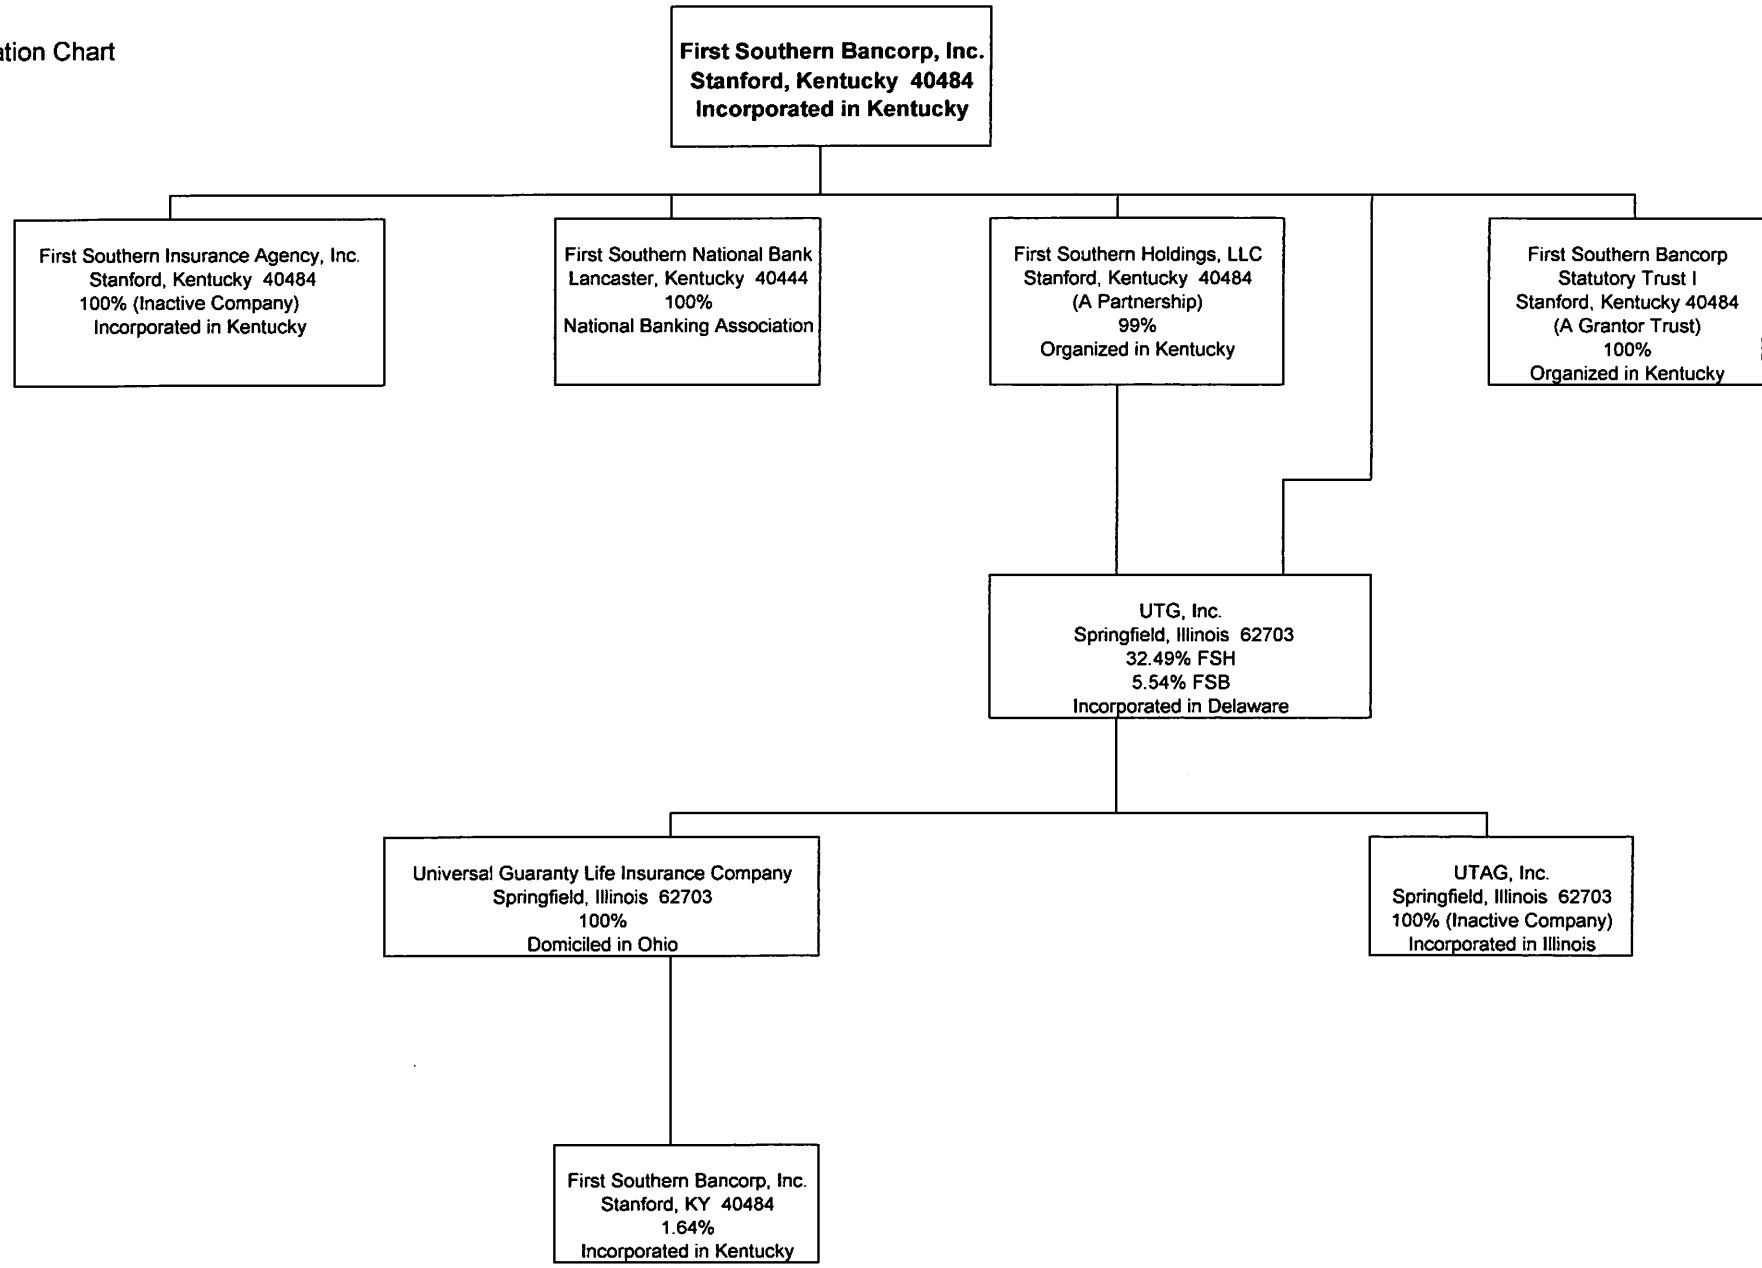 ation Chart
First Southern Bancorp, Inc.
Stanford, Kentucky 40484
Incorporated in Kentucky
First Southern Insurance Agency, Inc.
Stanford, Kentucky 40484
100% (Inactive Company)
Incorporated in Kentucky
First Southern National Bank
Lancaster, Kentucky 40444
100%
National Banking Association
First Southern Holdings, LLC
Stanford, Kentucky 40484
(A Partnership)
99%
Organized in Kentucky
First Southern Bancorp
Statutory Trust I
Stanford, Kentucky 40484
(A Grantor Trust)
100%
Organized in Kentucky
UTG, Inc.
Springfield, Illinois 62703
32.49% FSH
5.54% FSB
Incorporated in Delaware
Universal Guaranty Life Insurance Company
Springfield, Illinois 62703
100%
Domiciled in Ohio
UTAG, Inc.
Springfield, Illinois 62703
100% (Inactive Company)
Incorporated in Illinois
First Southern Bancorp, Inc.
Stanford, KY 40484
1.64%
Incorporated in Kentucky